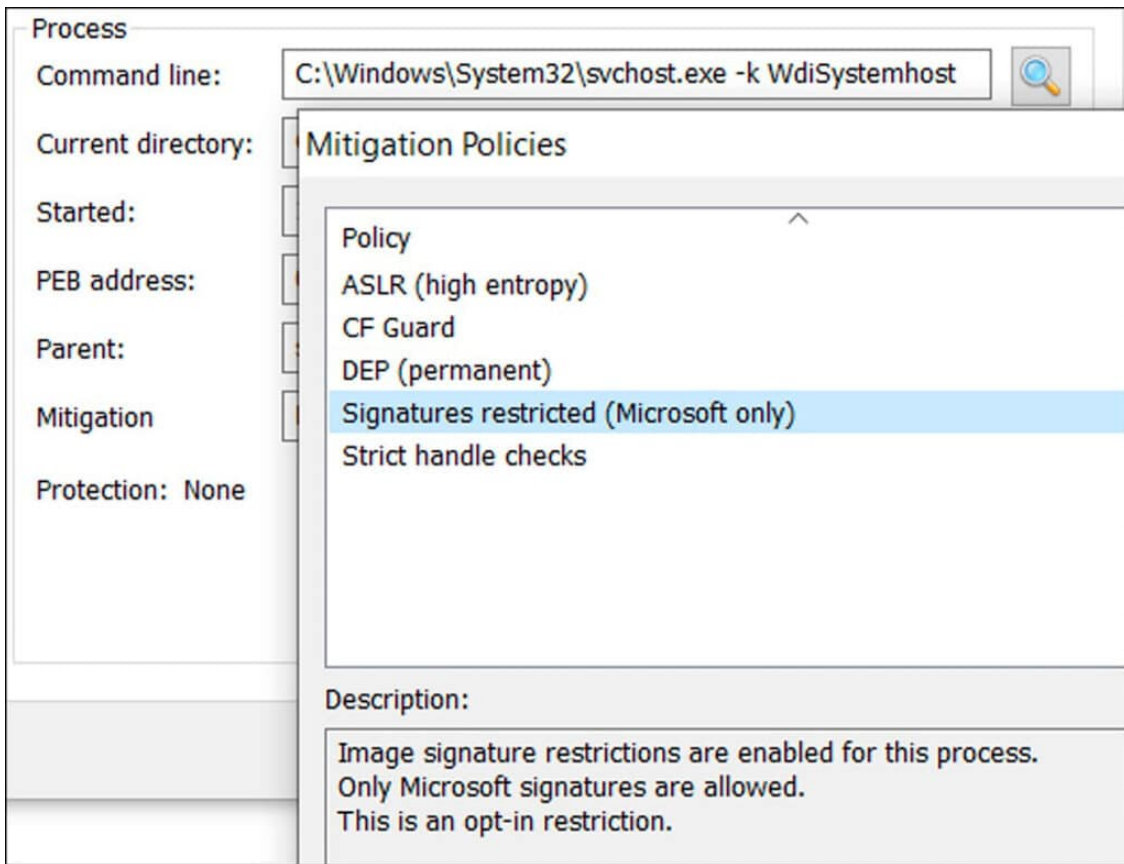 Process
Command line:
C:\Windows\System32\svchost.exe -k WdiSystemhost
Current directory:
Started:
PEB address:
Parent:
Mitigation
Protection: None
Mitigation Policies
Policy
ASLR (high entropy)
CF Guard
DEP (permanent)
Signatures restricted (Microsoft only)
Strict handle checks
Description:
Image signature restrictions are enabled for this process.
Only Microsoft signatures are allowed.
This is an opt-in restriction.